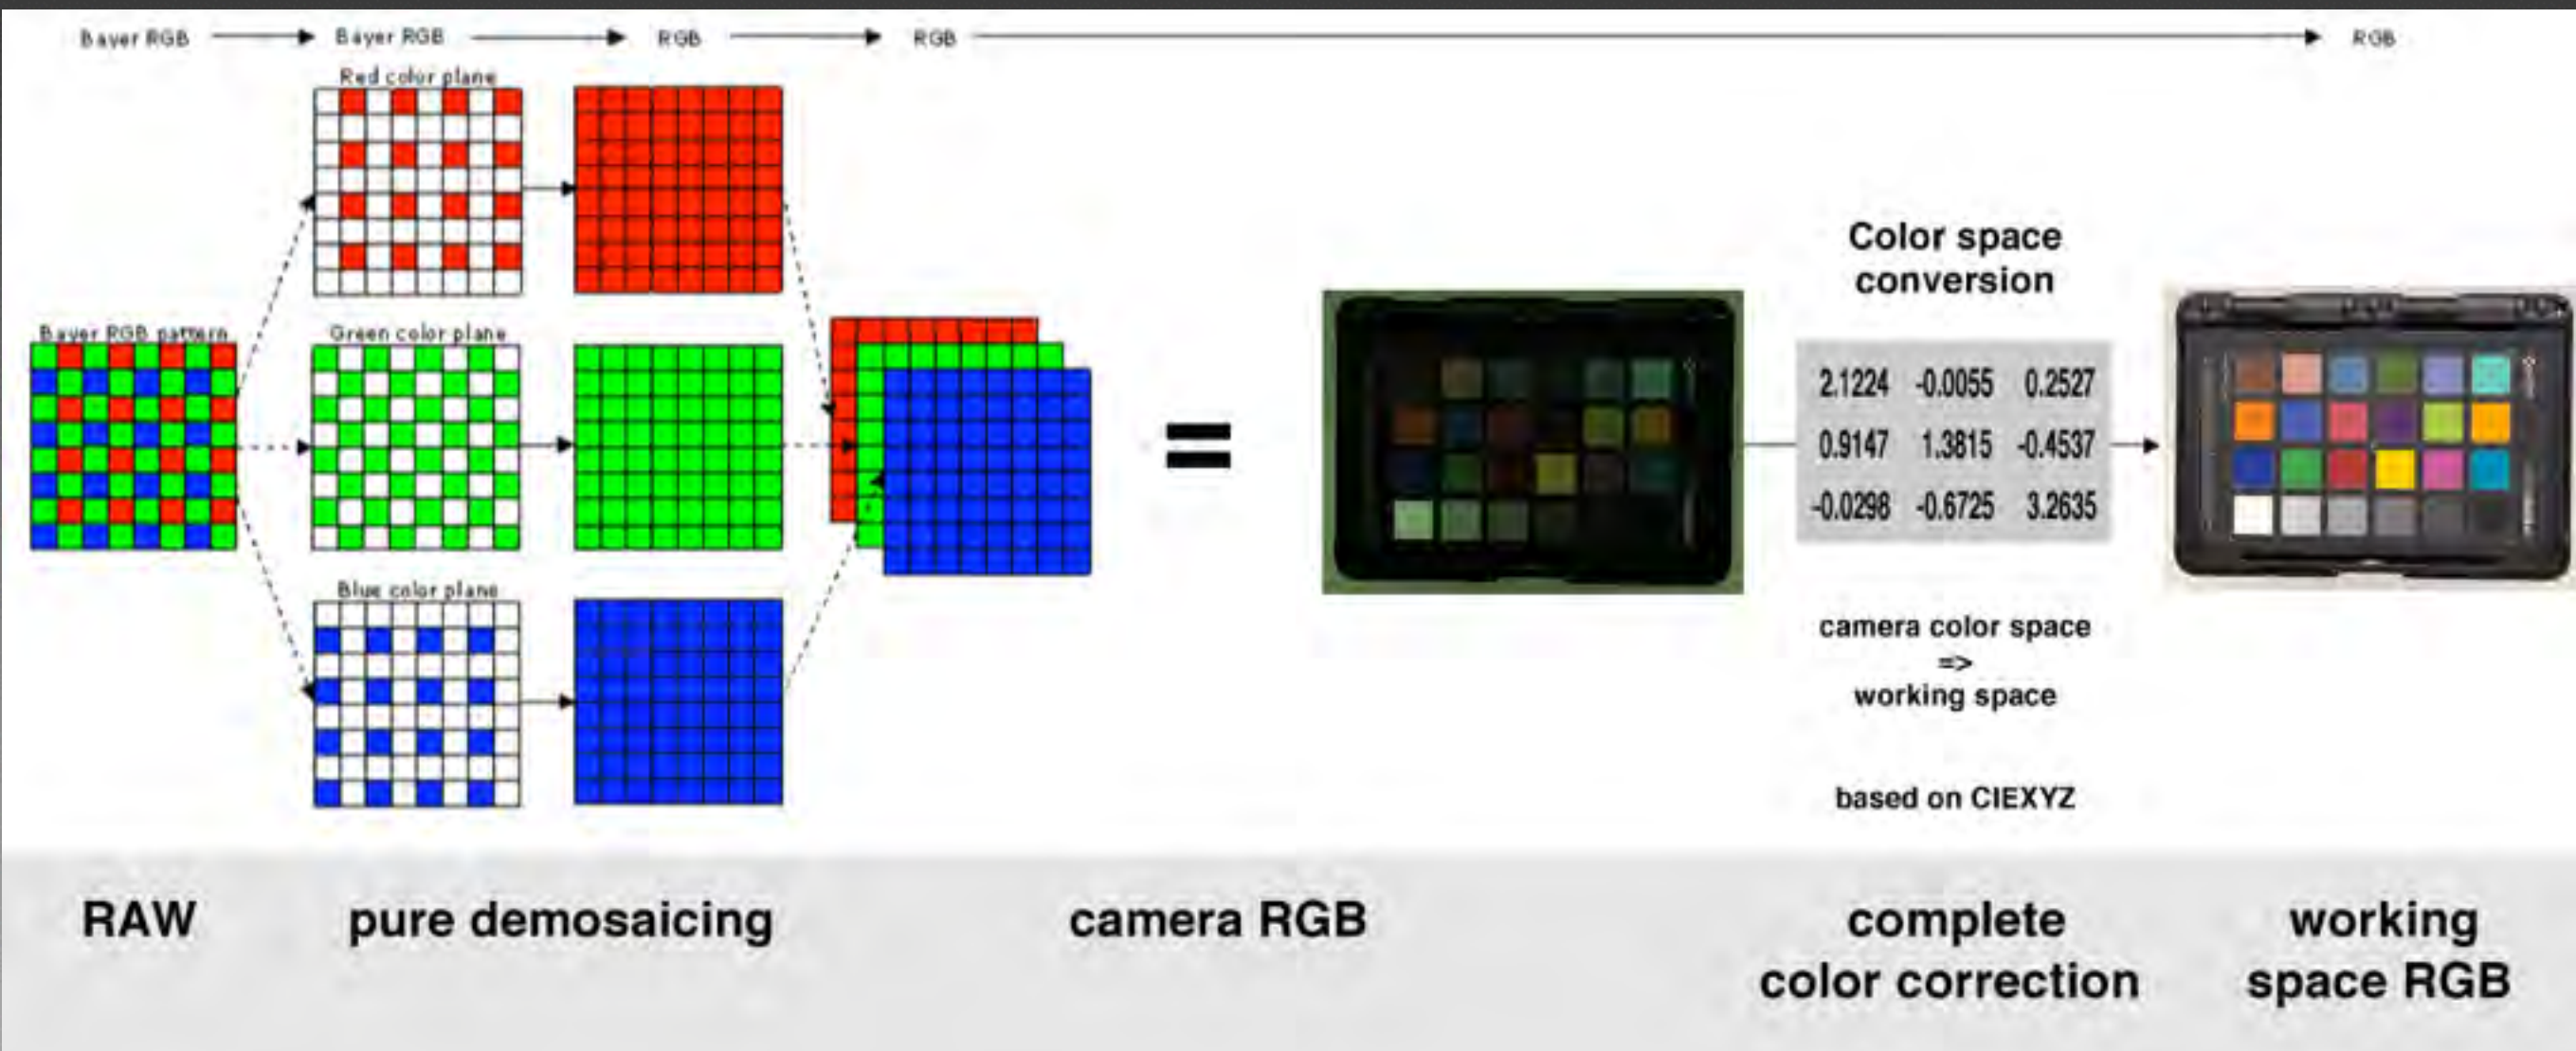 Bayer RGB
Bayer RGB
RGB
RGB
RGB
Red color plane
Bayer RGB pattern
Green color plane
Blue color plane
=
Color space
conversion
2.1224 -0.0055 0.2527
0.9147 1.3815 -0.4537
-0.0298 -0.6725 3.2635
camera color space
=>
working space
based on CIEXYZ
RAW
pure demosaicing
camera RGB
complete
color correction
working
space RGB